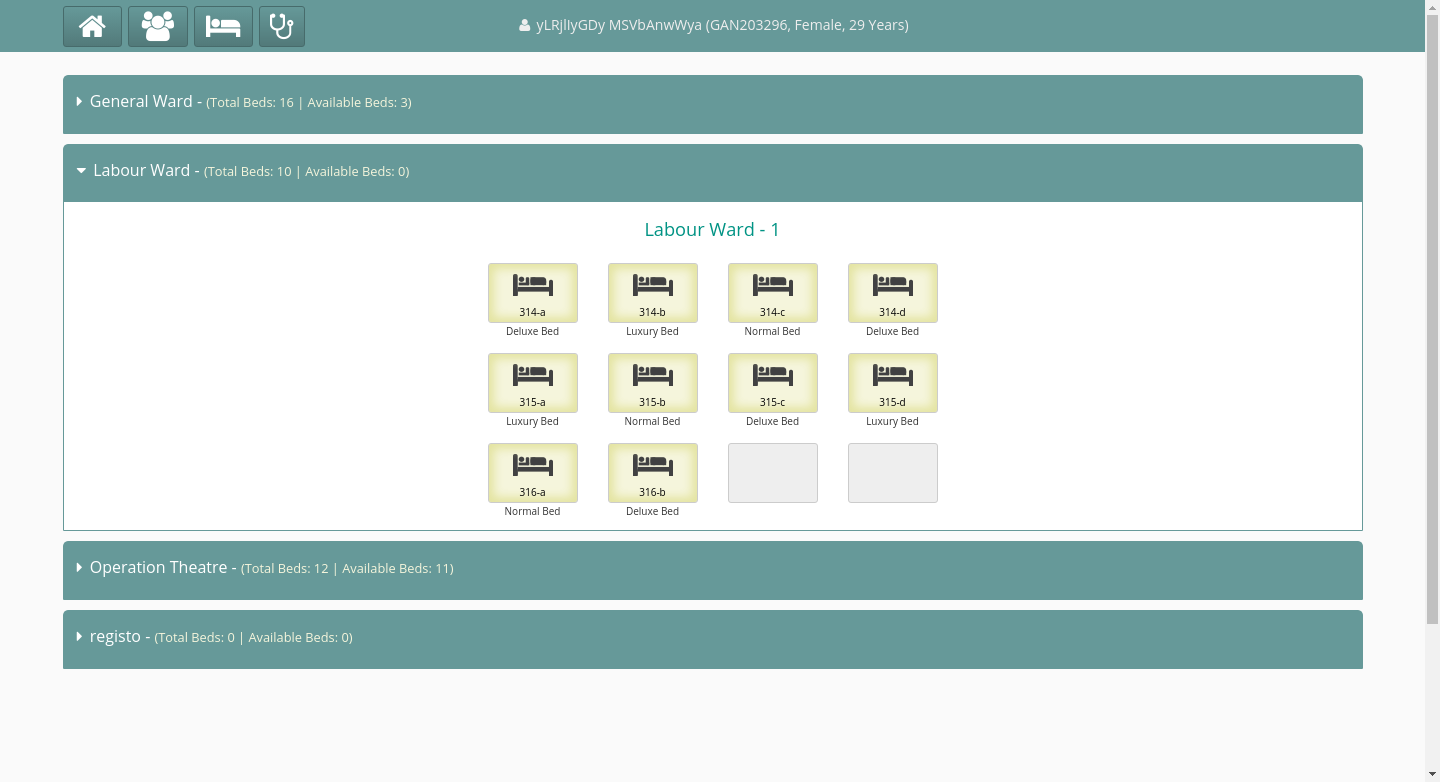 yLRjlIyGDy MSVbAnwWya (GAN203296, Female, 29 Years)
General Ward - (Total Beds: 16 | Available Beds: 3)
Labour Ward - (Total Beds: 10 | Available Beds: 0)
Labour Ward - 1
314-a 314-b 314-c 314-d
Deluxe Bed Luxury Bed Normal Bed Deluxe Bed
315-a 315-b 315-c 315-d
Luxury Bed Normal Bed Deluxe Bed Luxury Bed
316-a 316-b
Normal Bed Deluxe Bed
Operation Theatre - (Total Beds: 12 | Available Beds: 11)
registo - (Total Beds: 0 | Available Beds: 0)